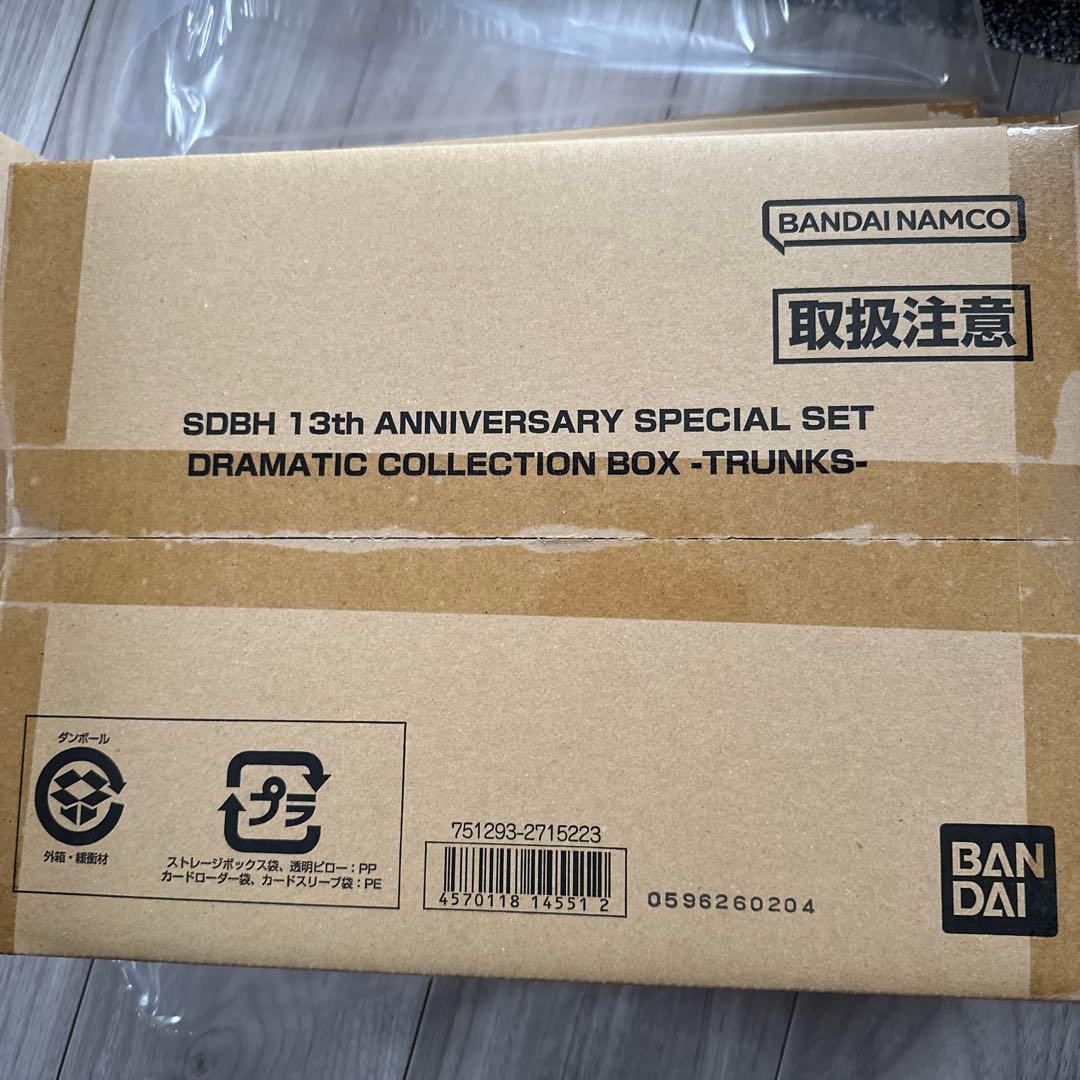 BANDAI NAMCO
取扱注意
SDBH 13th ANNIVERSARY SPECIAL SET
DRAMATIC COLLECTION BOX -TRUNKS-
ダンボール
外箱・緩衝材
プラ
ストレージボックス袋、透明ピロー：PP
カードローダー袋、カードスリーブ袋：PE
751293-2715223
4570118 14551 2
0596260204
BAN
DAI